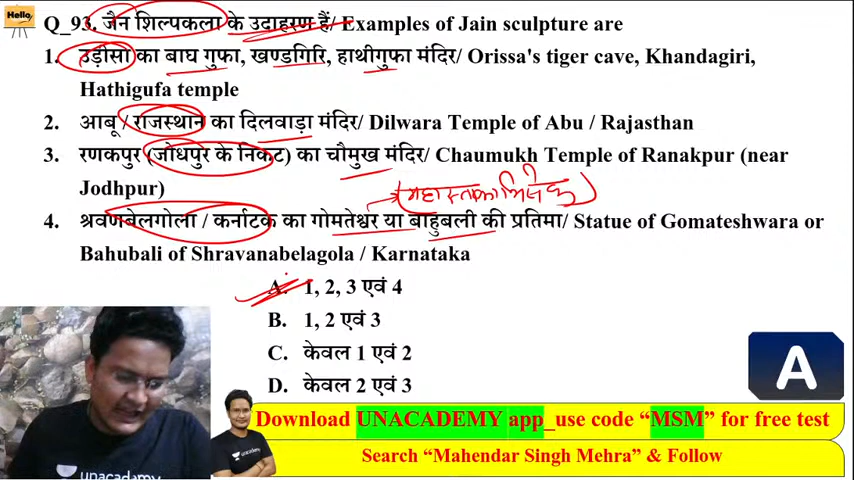 Hello
Q_93. जैन शिल्पकला के उदाहरण हैं/ Examples of Jain sculpture are
1. उड़ीसा का बाघ गुफा, खण्डगिरि, हाथीगुफा मंदिर/ Orissa's tiger cave, Khandagiri,
Hathigufa temple
2. आबू / राजस्थान का दिलवाड़ा मंदिर/ Dilwara Temple of Abu / Rajasthan
3. रणकपुर (जोधपुर के निकट) का चौमुख मंदिर/ Chaumukh Temple of Ranakpur (near
Jodhpur)
4. श्रवणबेलगोला / कर्नाटक का गोमतेश्वर या बाहुबली की प्रतिमा/ Statue of Gomateshwara or
Bahubali of Shravanabelagola / Karnataka
A. 1, 2, 3 एवं 4
B. 1, 2 एवं 3
C. केवल 1 एवं 2
D. केवल 2 एवं 3
A
Download UNACADEMY app_use code “MSM” for free test
Search “Mahendar Singh Mehra” & Follow
unacademy
unacademy